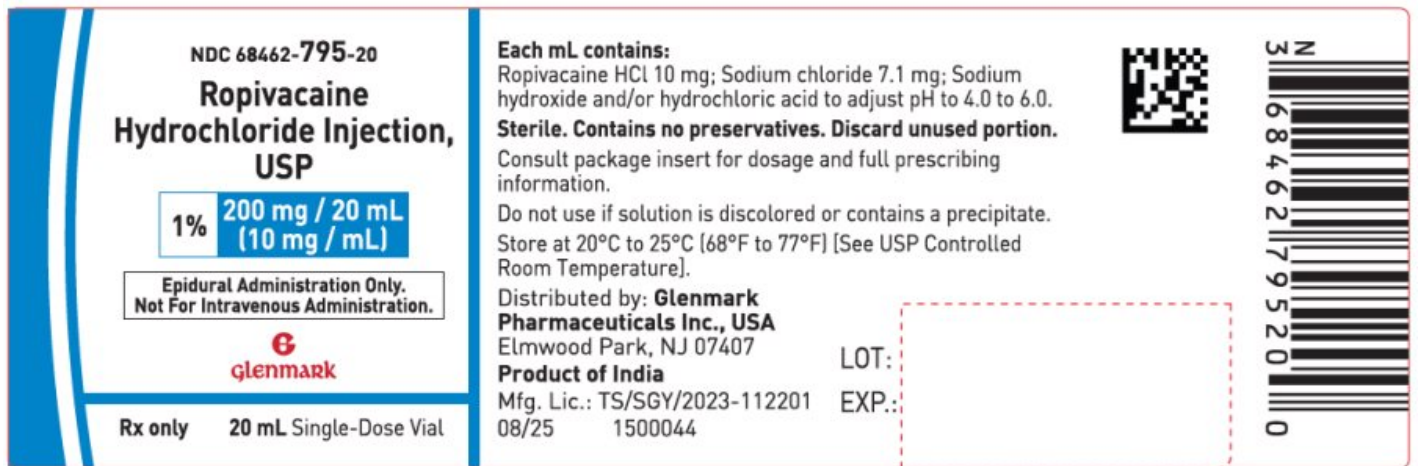 NDC 68462-795-20
Ropivacaine
Hydrochloride Injection,
USP
1%
200 mg / 20 mL
(10 mg / mL)
Epidural Administration Only.
Not For Intravenous Administration.
G
glenmark
Rx only 20 mL Single-Dose Vial
Each mL contains:
Ropivacaine HCl 10 mg; Sodium chloride 7.1 mg; Sodium
hydroxide and/or hydrochloric acid to adjust pH to 4.0 to 6.0.
Sterile. Contains no preservatives. Discard unused portion.
Consult package insert for dosage and full prescribing
information.
Do not use if solution is discolored or contains a precipitate.
Store at 20°C to 25°C (68°F to 77°F) [See USP Controlled
Room Temperature].
Distributed by: Glenmark
Pharmaceuticals Inc., USA
Elmwood Park, NJ 07407
Product of India
Mfg. Lic.: TS/SGY/2023-112201
08/25 1500044
LOT:
EXP.:
N
3 68462 79520 0